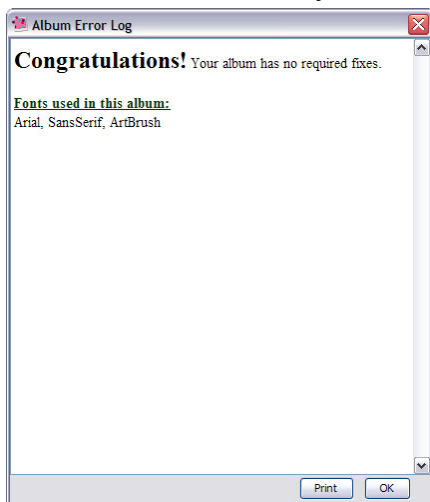 Album Error Log
Congratulations! Your album has no required fixes.
Fonts used in this album:
Arial, SansSerif, ArtBrush
Print OK